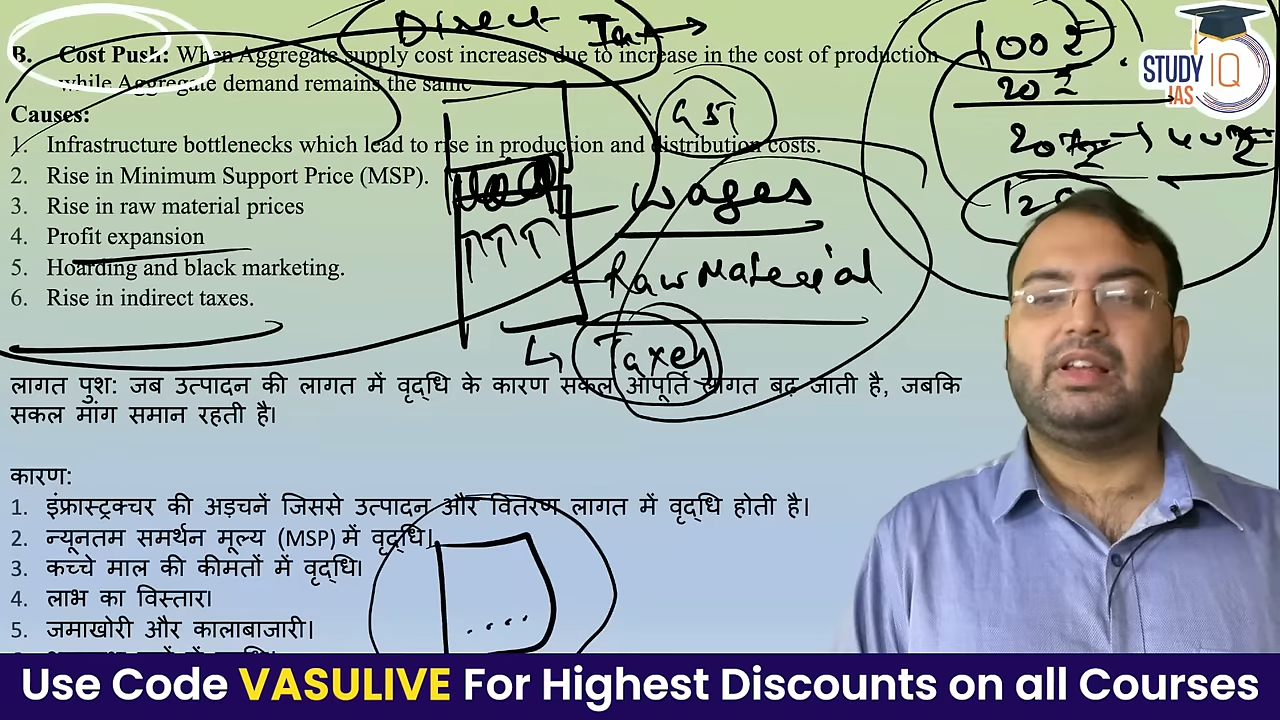 Direct Tax
B. Cost Push: When Aggregate supply cost increases due to increase in the cost of production
while Aggregate demand remains the same
Causes:
1. Infrastructure bottlenecks which lead to rise in production and distribution costs.
2. Rise in Minimum Support Price (MSP).
3. Rise in raw material prices
4. Profit expansion
5. Hoarding and black marketing.
6. Rise in indirect taxes.
GST
Wages
Raw Material
Taxes
100₹
STUDY IQ
IAS
लागत पुश: जब उत्पादन की लागत में वृद्धि के कारण सकल आपूर्ति लागत बढ़ जाती है, जबकि
सकल मांग समान रहती है।
कारण:
1. इंफ्रास्ट्रक्चर की अड़चनें जिससे उत्पादन और वितरण लागत में वृद्धि होती है।
2. न्यूनतम समर्थन मूल्य (MSP) में वृद्धि।
3. कच्चे माल की कीमतों में वृद्धि।
4. लाभ का विस्तार।
5. जमाखोरी और कालाबाजारी।
Use Code VASULIVE For Highest Discounts on all Courses